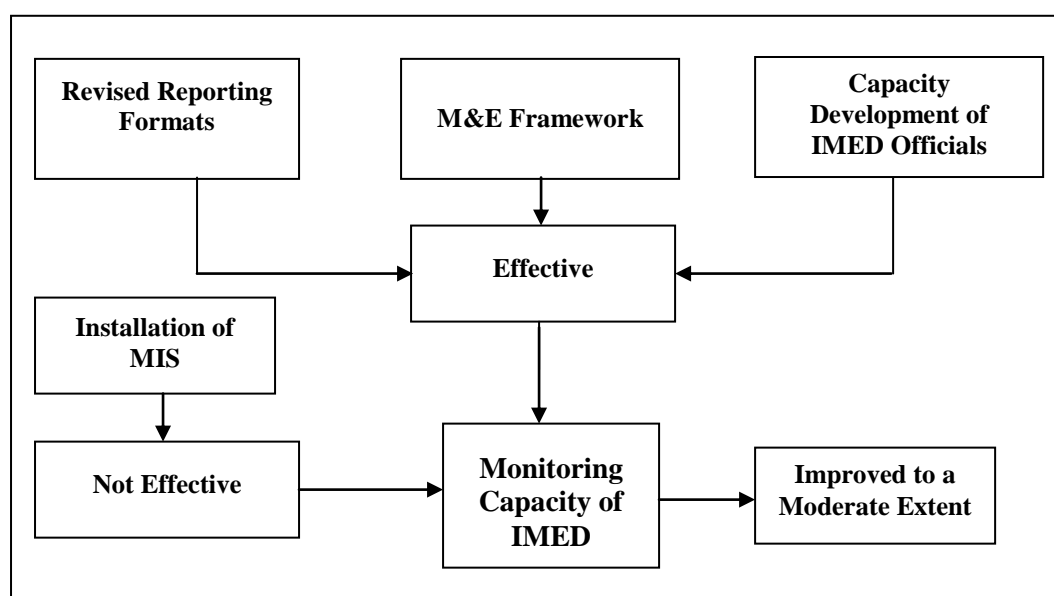 Revised Reporting
Formats
M&E Framework
Capacity
Development of
IMED Officials
Effective
Installation of
MIS
Not Effective
Monitoring
Capacity of
IMED
Improved to a
Moderate Extent